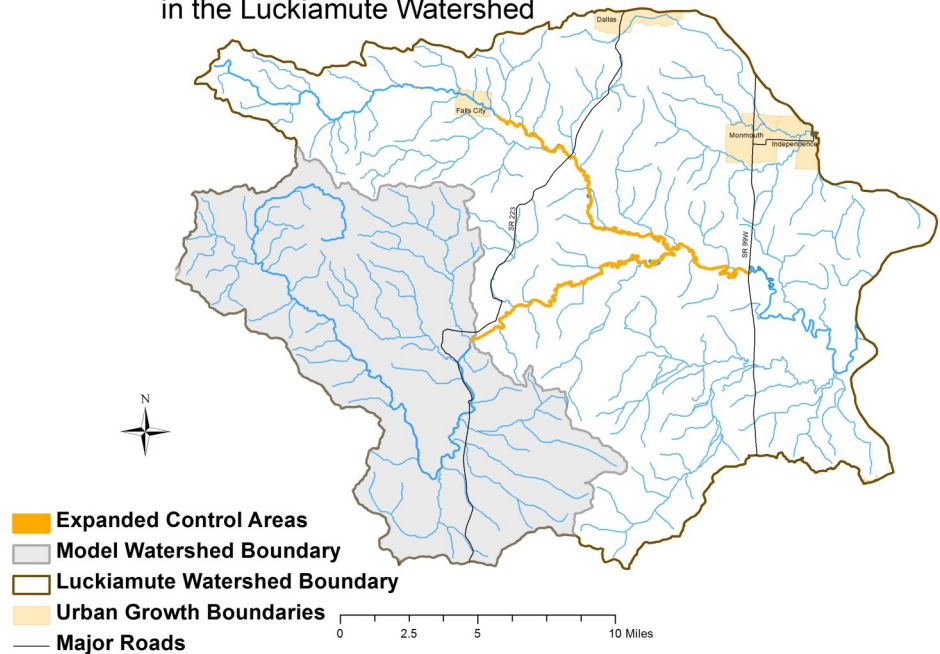 in the Luckiamute Watershed
Dallas
Falls City
Monmouth
Independence
SR 223
SR 99W
N
Expanded Control Areas
Model Watershed Boundary
Luckiamute Watershed Boundary
Urban Growth Boundaries
Major Roads
0 2.5 5 10 Miles